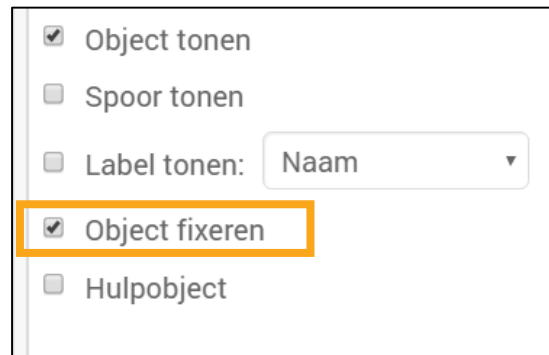 Object tonen
Spoor tonen
Label tonen: Naam
Object fixeren
Hulpobject